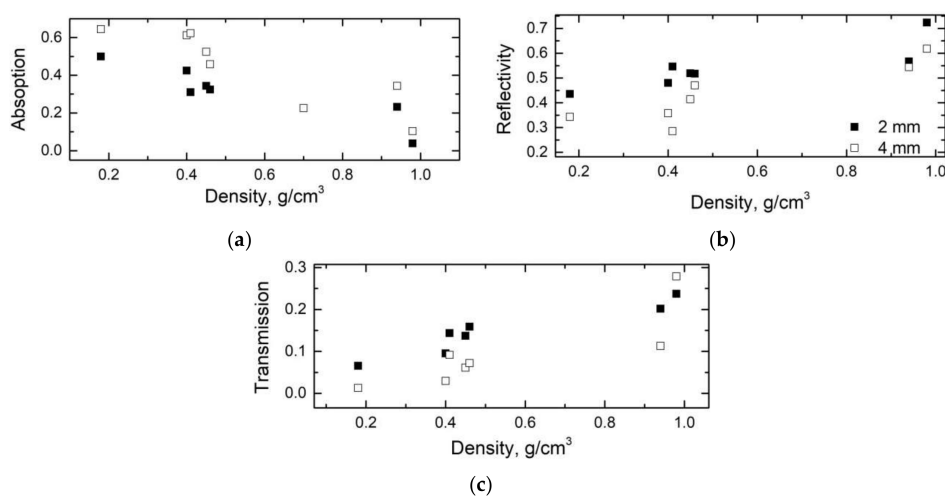 Absoption
0.6
0.4
0.2
0.0
0.2 0.4 0.6 0.8 1.0
Density, g/cm³
(a)
Reflectivity
0.7
0.6
0.5
0.4
0.3
0.2
2 mm
4 mm
0.2 0.4 0.6 0.8 1.0
Density, g/cm³
(b)
Transmission
0.3
0.2
0.1
0.0
0.2 0.4 0.6 0.8 1.0
Density, g/cm³
(c)